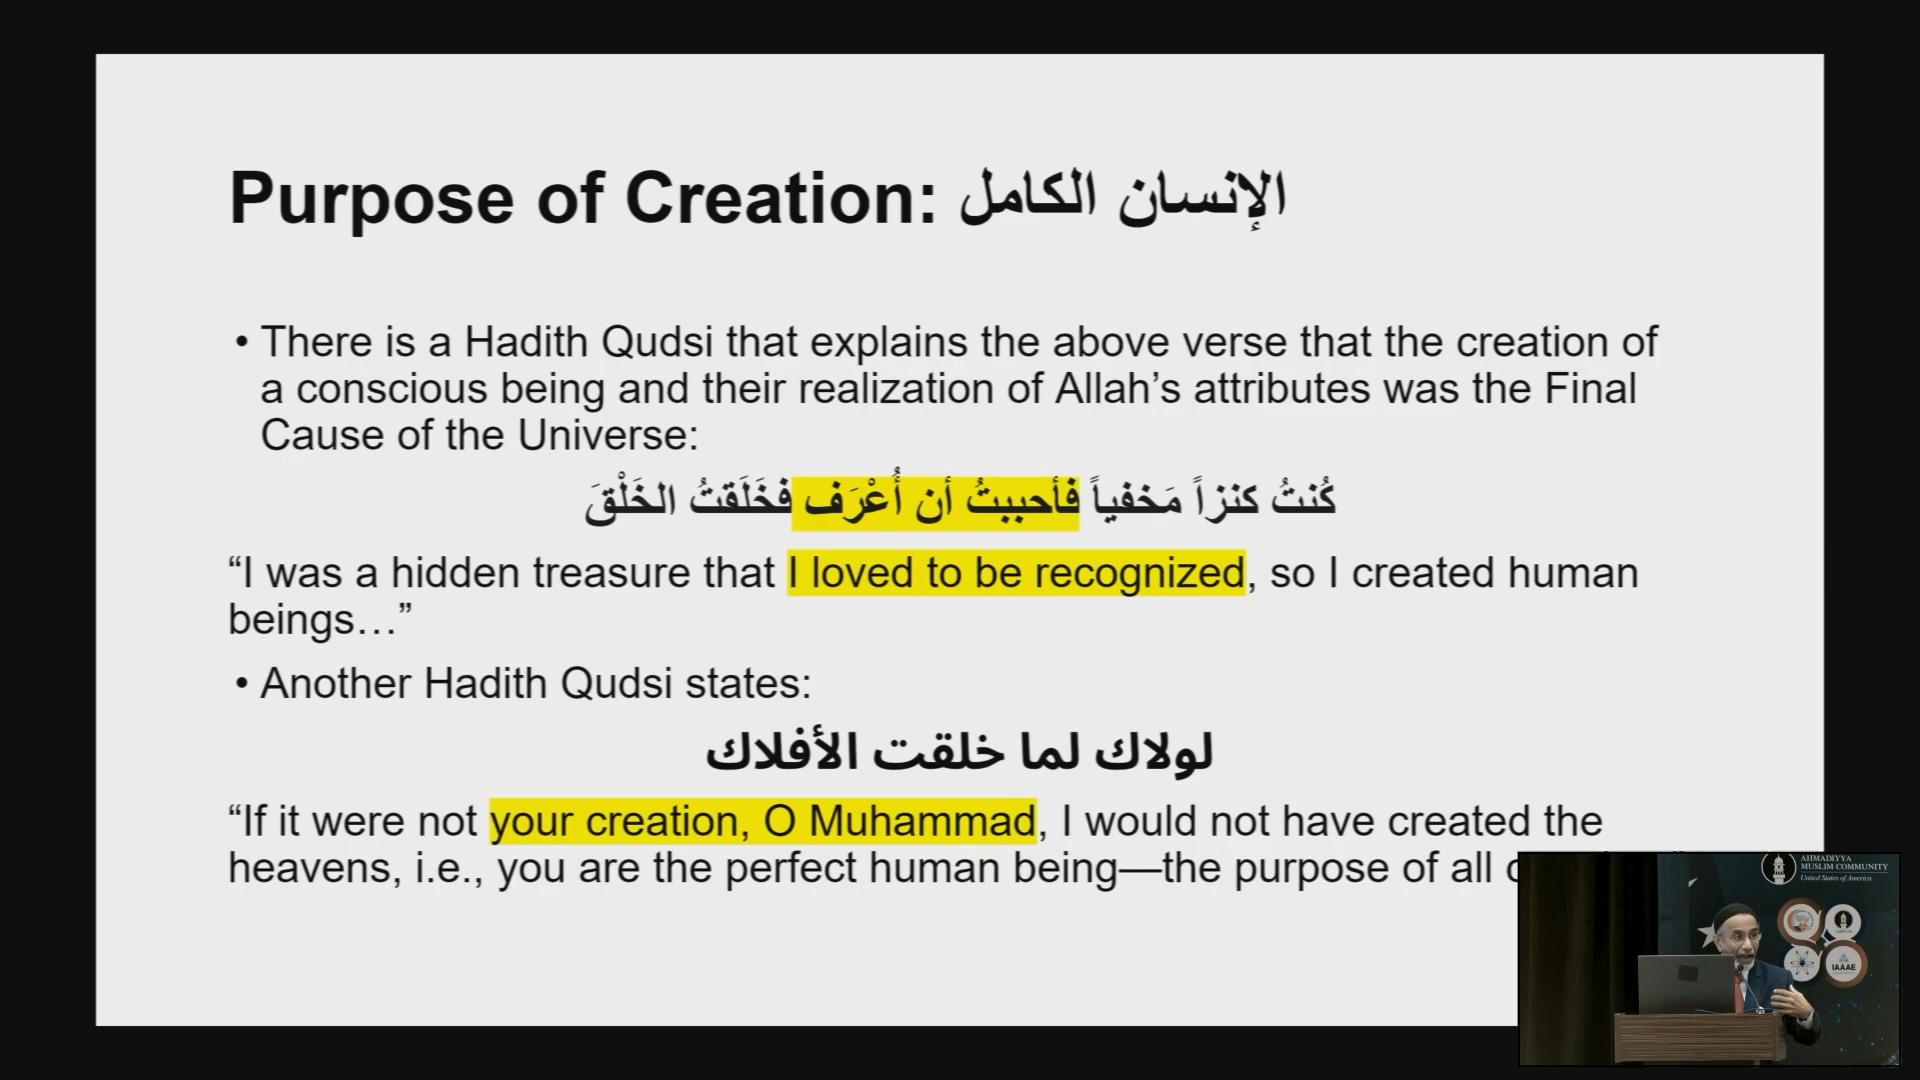 Purpose of Creation: الإنسان الكامل
• There is a Hadith Qudsi that explains the above verse that the creation of
a conscious being and their realization of Allah’s attributes was the Final
Cause of the Universe:
كُنتُ كنزاً مَخفياً فأحببتُ أن أُعْرَف فخَلَقتُ الخَلْقَ
“I was a hidden treasure that I loved to be recognized, so I created human
beings…”
• Another Hadith Qudsi states:
لولاك لما خلقت الأفلاك
“If it were not your creation, O Muhammad, I would not have created the
heavens, i.e., you are the perfect human being—the purpose of all
AHMADIYYA
MUSLIM COMMUNITY
United States of America
IAAAE